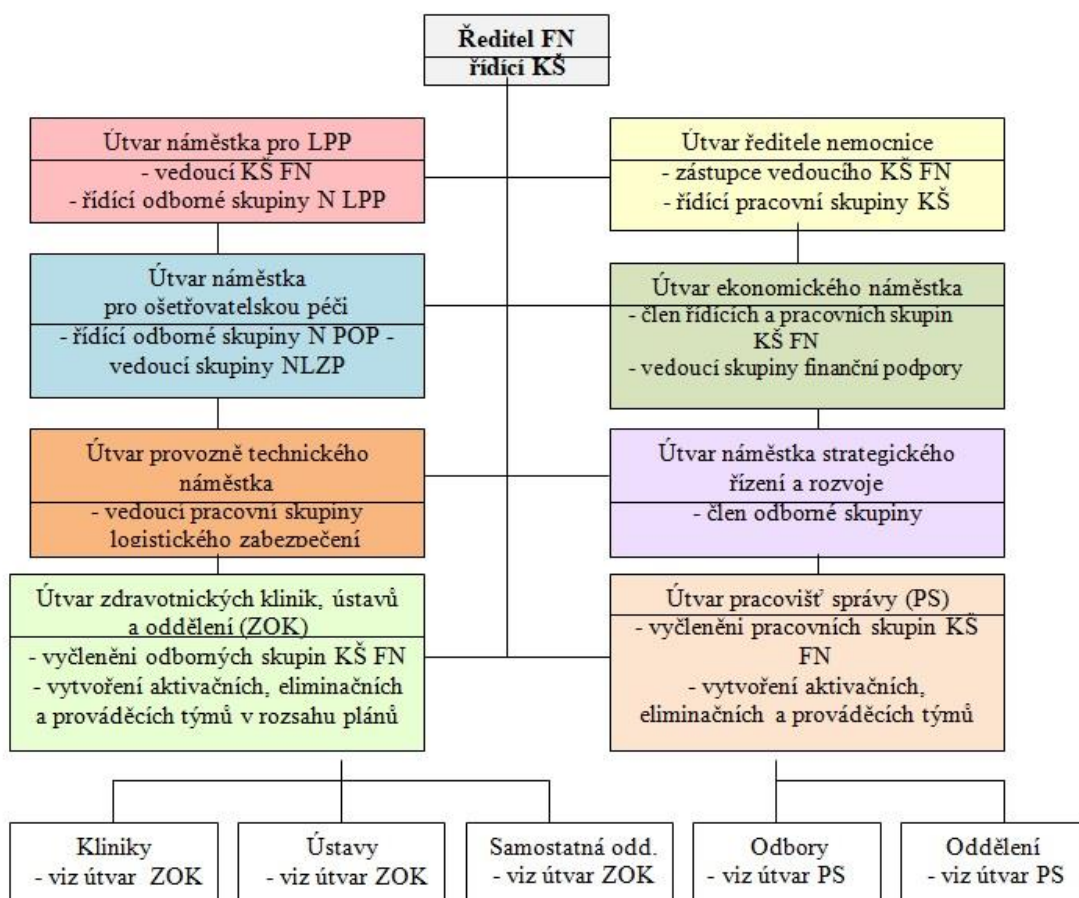 Ředitel FN
řídící KŠ
Útvar náměstka pro LPP
- vedoucí KŠ FN
- řídící odborné skupiny N LPP
Útvar ředitele nemocnice
- zástupce vedoucího KŠ FN
- řídící pracovní skupiny KŠ
Útvar náměstka
pro ošetřovatelskou péči
- řídící odborné skupiny N POP -
vedoucí skupiny NLZP
Útvar ekonomického náměstka
- člen řídících a pracovních skupin
KŠ FN
- vedoucí skupiny finanční podpory
Útvar provozně technického
náměstka
- vedoucí pracovní skupiny
logistického zabezpečení
Útvar náměstka strategického
řízení a rozvoje
- člen odborné skupiny
Útvar zdravotnických klinik, ústavů
a oddělení (ZOK)
- vyčleněni odborných skupin KŠ FN
- vytvoření aktivačních, eliminačních
a prováděcích týmů v rozsahu plánů
Útvar pracovišť správy (PS)
- vyčleněni pracovních skupin KŠ
FN
- vytvoření aktivačních,
eliminačních a prováděcích týmů
Kliniky
- viz útvar ZOK
Ústavy
- viz útvar ZOK
Samostatná odd.
- viz útvar ZOK
Odbory
- viz útvar PS
Oddělení
- viz útvar PS